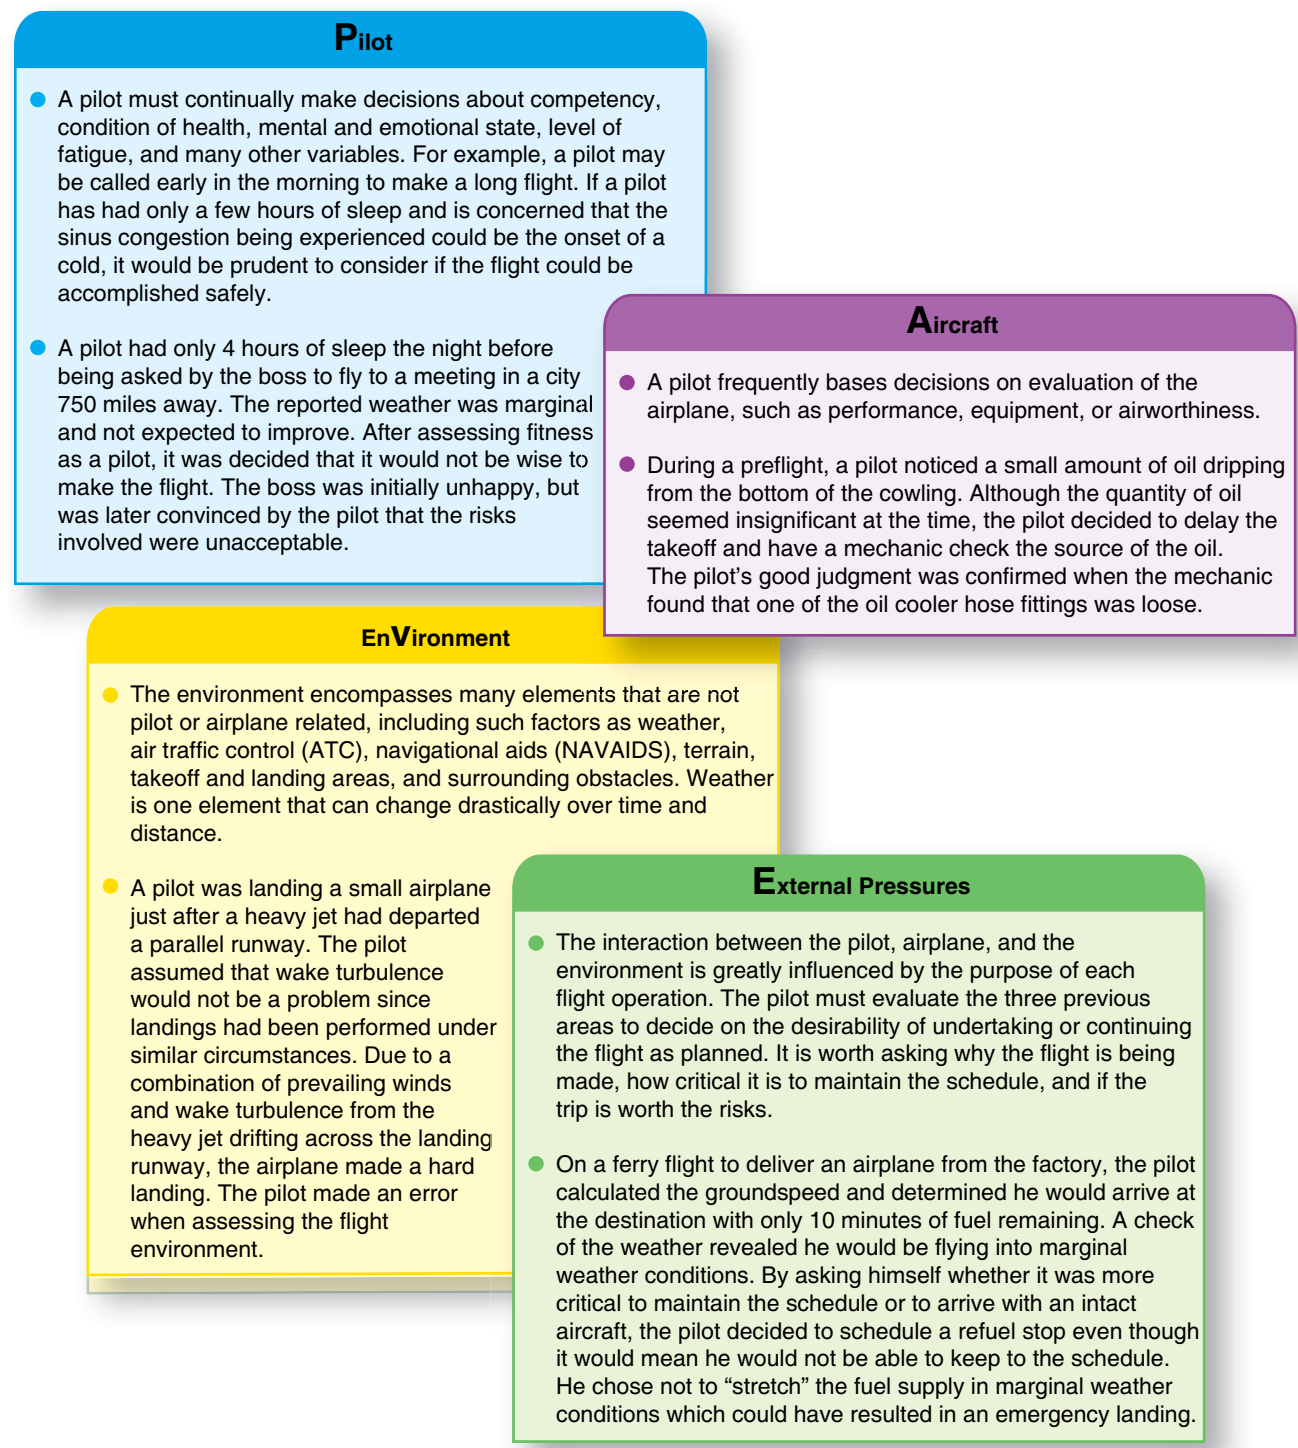 Pilot
A pilot must continually make decisions about competency,
condition of health, mental and emotional state, level of
fatigue, and many other variables. For example, a pilot may
be called early in the morning to make a long flight. If a pilot
has had only a few hours of sleep and is concerned that the
sinus congestion being experienced could be the onset of a
cold, it would be prudent to consider if the flight could be
accomplished safely.
A pilot had only 4 hours of sleep the night before
being asked by the boss to fly to a meeting in a city
750 miles away. The reported weather was marginal
and not expected to improve. After assessing fitness
as a pilot, it was decided that it would not be wise to
make the flight. The boss was initially unhappy, but
was later convinced by the pilot that the risks
involved were unacceptable.
Aircraft
A pilot frequently bases decisions on evaluation of the
airplane, such as performance, equipment, or airworthiness.
During a preflight, a pilot noticed a small amount of oil dripping
from the bottom of the cowling. Although the quantity of oil
seemed insignificant at the time, the pilot decided to delay the
takeoff and have a mechanic check the source of the oil.
The pilot’s good judgment was confirmed when the mechanic
found that one of the oil cooler hose fittings was loose.
EnVironment
The environment encompasses many elements that are not
pilot or airplane related, including such factors as weather,
air traffic control (ATC), navigational aids (NAVAIDS), terrain,
takeoff and landing areas, and surrounding obstacles. Weather
is one element that can change drastically over time and
distance.
A pilot was landing a small airplane
just after a heavy jet had departed
a parallel runway. The pilot
assumed that wake turbulence
would not be a problem since
landings had been performed under
similar circumstances. Due to a
combination of prevailing winds
and wake turbulence from the
heavy jet drifting across the landing
runway, the airplane made a hard
landing. The pilot made an error
when assessing the flight
environment.
External Pressures
The interaction between the pilot, airplane, and the
environment is greatly influenced by the purpose of each
flight operation. The pilot must evaluate the three previous
areas to decide on the desirability of undertaking or continuing
the flight as planned. It is worth asking why the flight is being
made, how critical it is to maintain the schedule, and if the
trip is worth the risks.
On a ferry flight to deliver an airplane from the factory, the pilot
calculated the groundspeed and determined he would arrive at
the destination with only 10 minutes of fuel remaining. A check
of the weather revealed he would be flying into marginal
weather conditions. By asking himself whether it was more
critical to maintain the schedule or to arrive with an intact
aircraft, the pilot decided to schedule a refuel stop even though
it would mean he would not be able to keep to the schedule.
He chose not to “stretch” the fuel supply in marginal weather
conditions which could have resulted in an emergency landing.